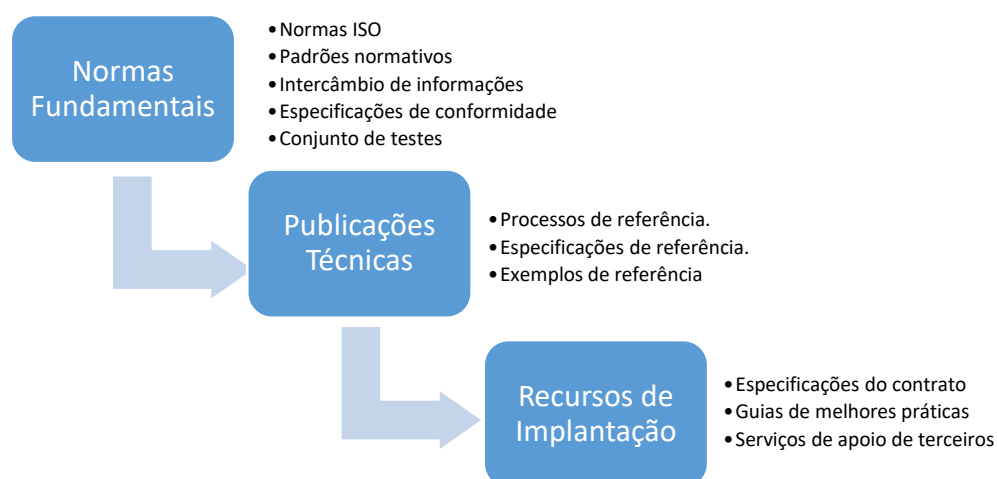 Normas
Fundamentais
•Normas ISO
•Padrões normativos
•Intercâmbio de informações
•Especificações de conformidade
•Conjunto de testes
Publicações
Técnicas
•Processos de referência.
•Especificações de referência.
•Exemplos de referência
Recursos de
Implantação
•Especificações do contrato
•Guias de melhores práticas
•Serviços de apoio de terceiros